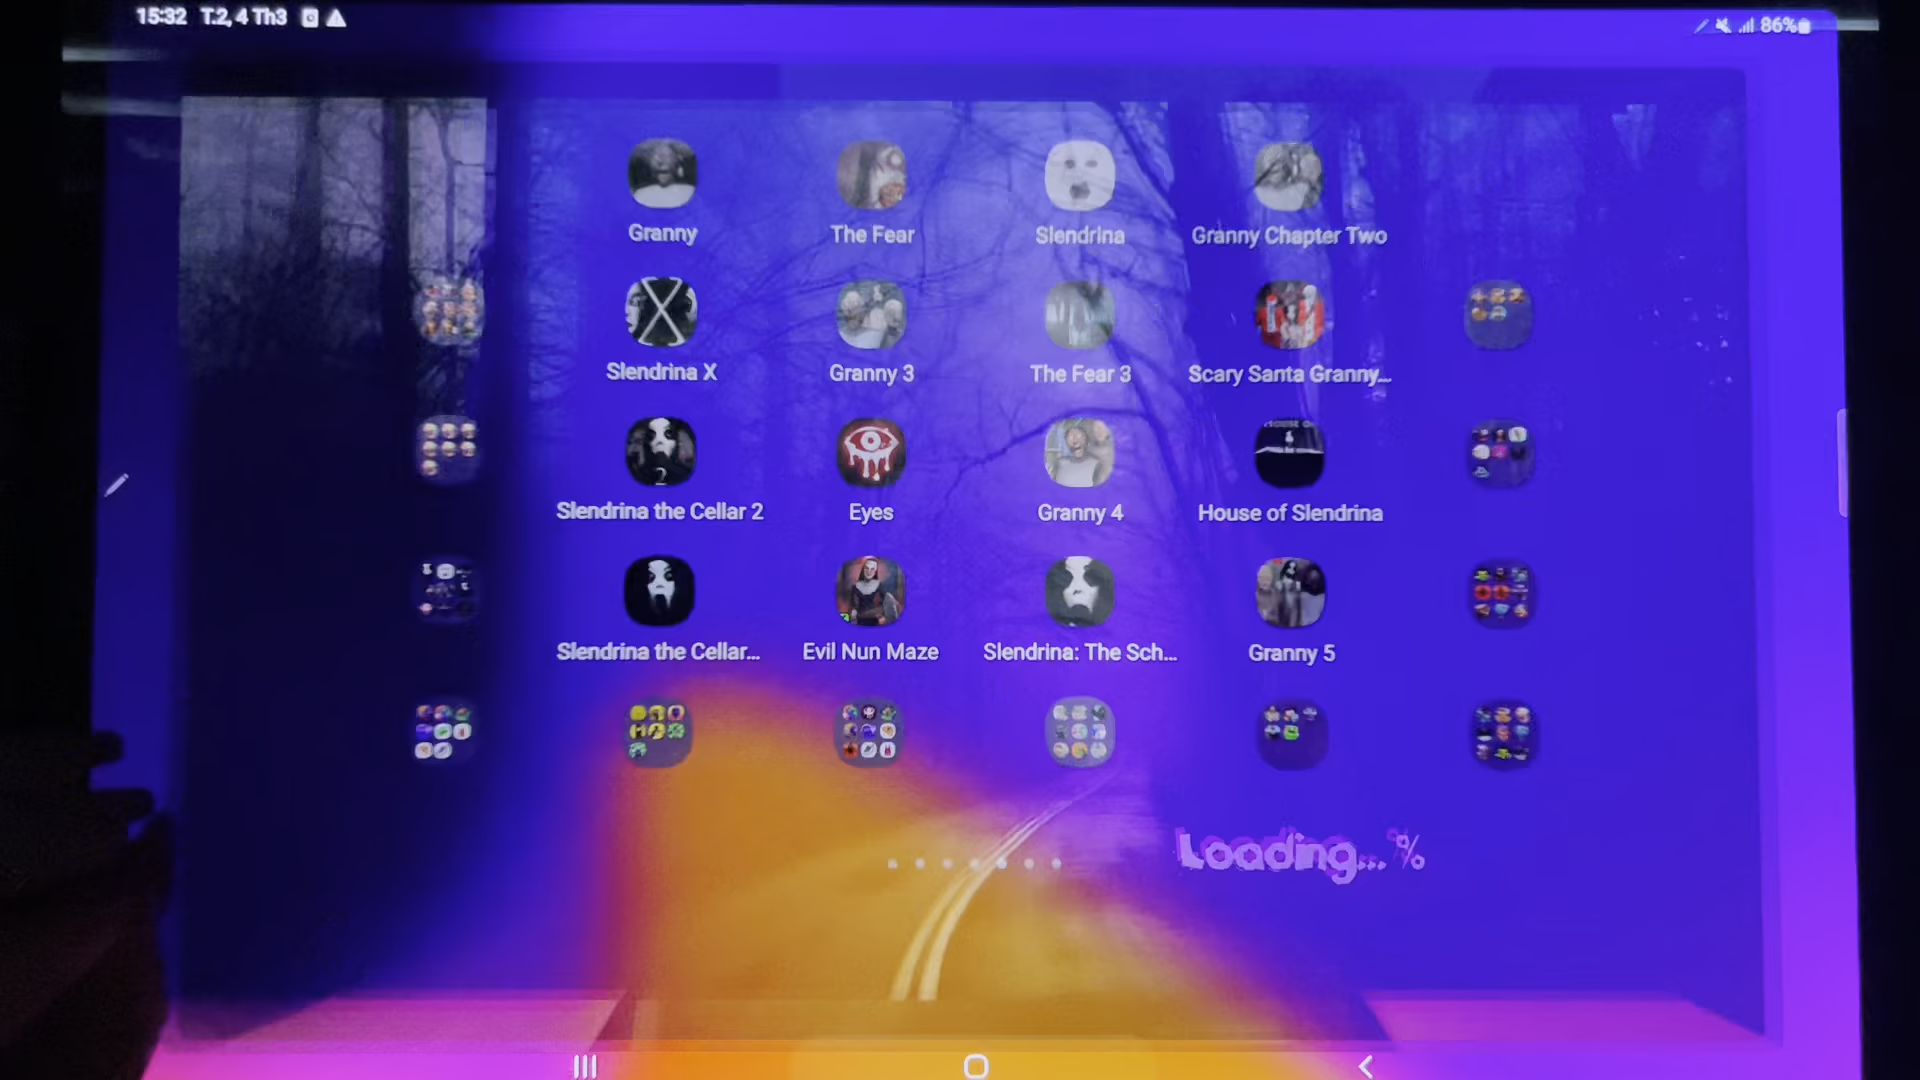 15:32 T.2, 4 Th3
86%
Granny
The Fear
Slendrina
Granny Chapter Two
Slendrina X
Granny 3
The Fear 3
Scary Santa Granny...
Slendrina the Cellar 2
Eyes
Granny 4
House of Slendrina
Slendrina the Cellar...
Evil Nun Maze
Slendrina: The Sch...
Granny 5
Loading... %